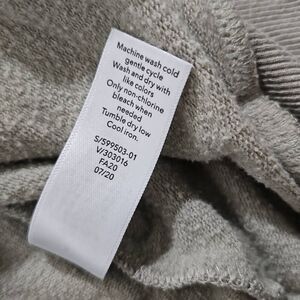 Machine wash cold
gentle cycle
Wash and dry with
like colors
Only non-chlorine
bleach when
needed
Tumble dry low
Cool iron.
S/599503-01
V/303016
FA20
07/20